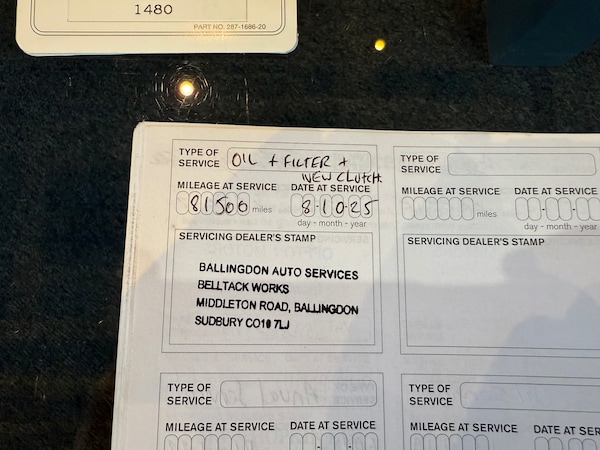 1480
PART NO. 287-1686-20
TYPE OF SERVICE OIL + FILTER + NEW CLUTCH
MILEAGE AT SERVICE DATE AT SERVICE
81500 miles 8-10-25
day - month - year
SERVICING DEALER'S STAMP
BALLINGDON AUTO SERVICES
BELLTACK WORKS
MIDDLETON ROAD, BALLINGDON
SUDBURY CO10 7LJ
TYPE OF SERVICE
MILEAGE AT SERVICE DATE AT SERVICE
miles
day - month - year
SERVICING DEALER'S STAMP
TYPE OF SERVICE
MILEAGE AT SERVICE DATE AT SERVICE
TYPE OF SERVICE
MILEAGE AT SERVICE DATE AT SER